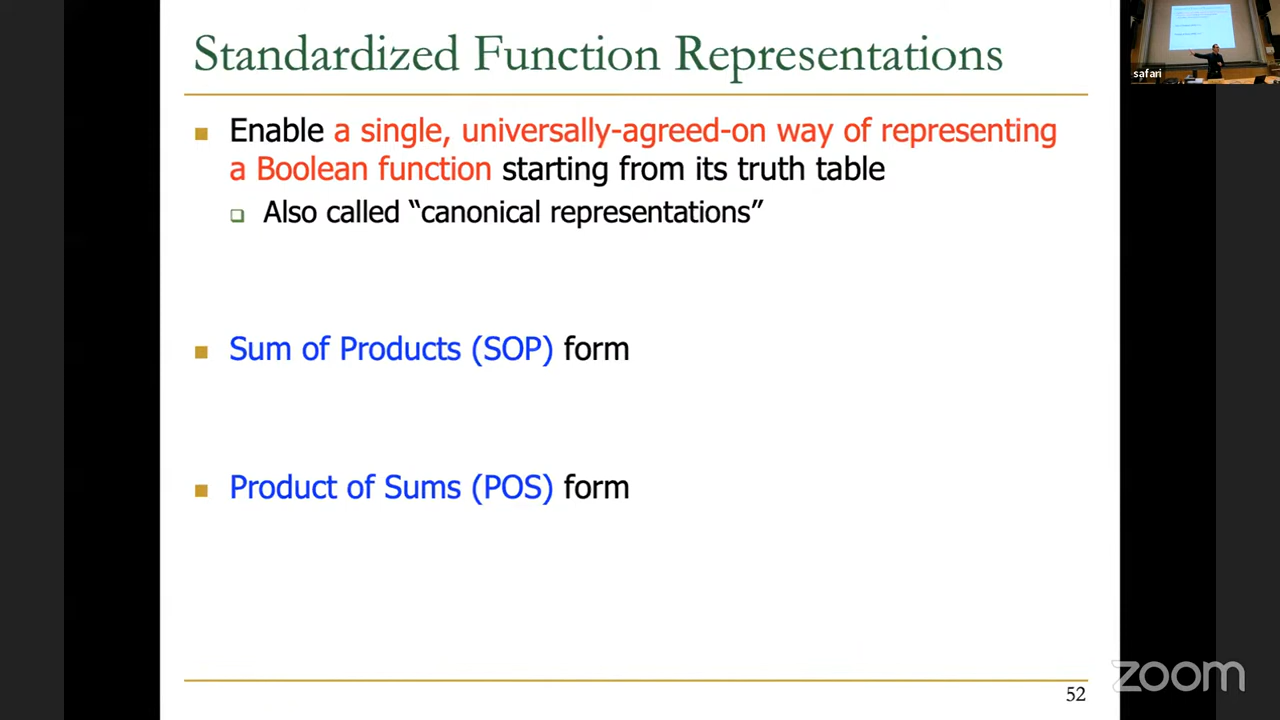 Standardized Function Representations
Enable a single, universally-agreed-on way of representing
a Boolean function starting from its truth table
Also called “canonical representations”
Sum of Products (SOP) form
Product of Sums (POS) form
52
safari
zoom